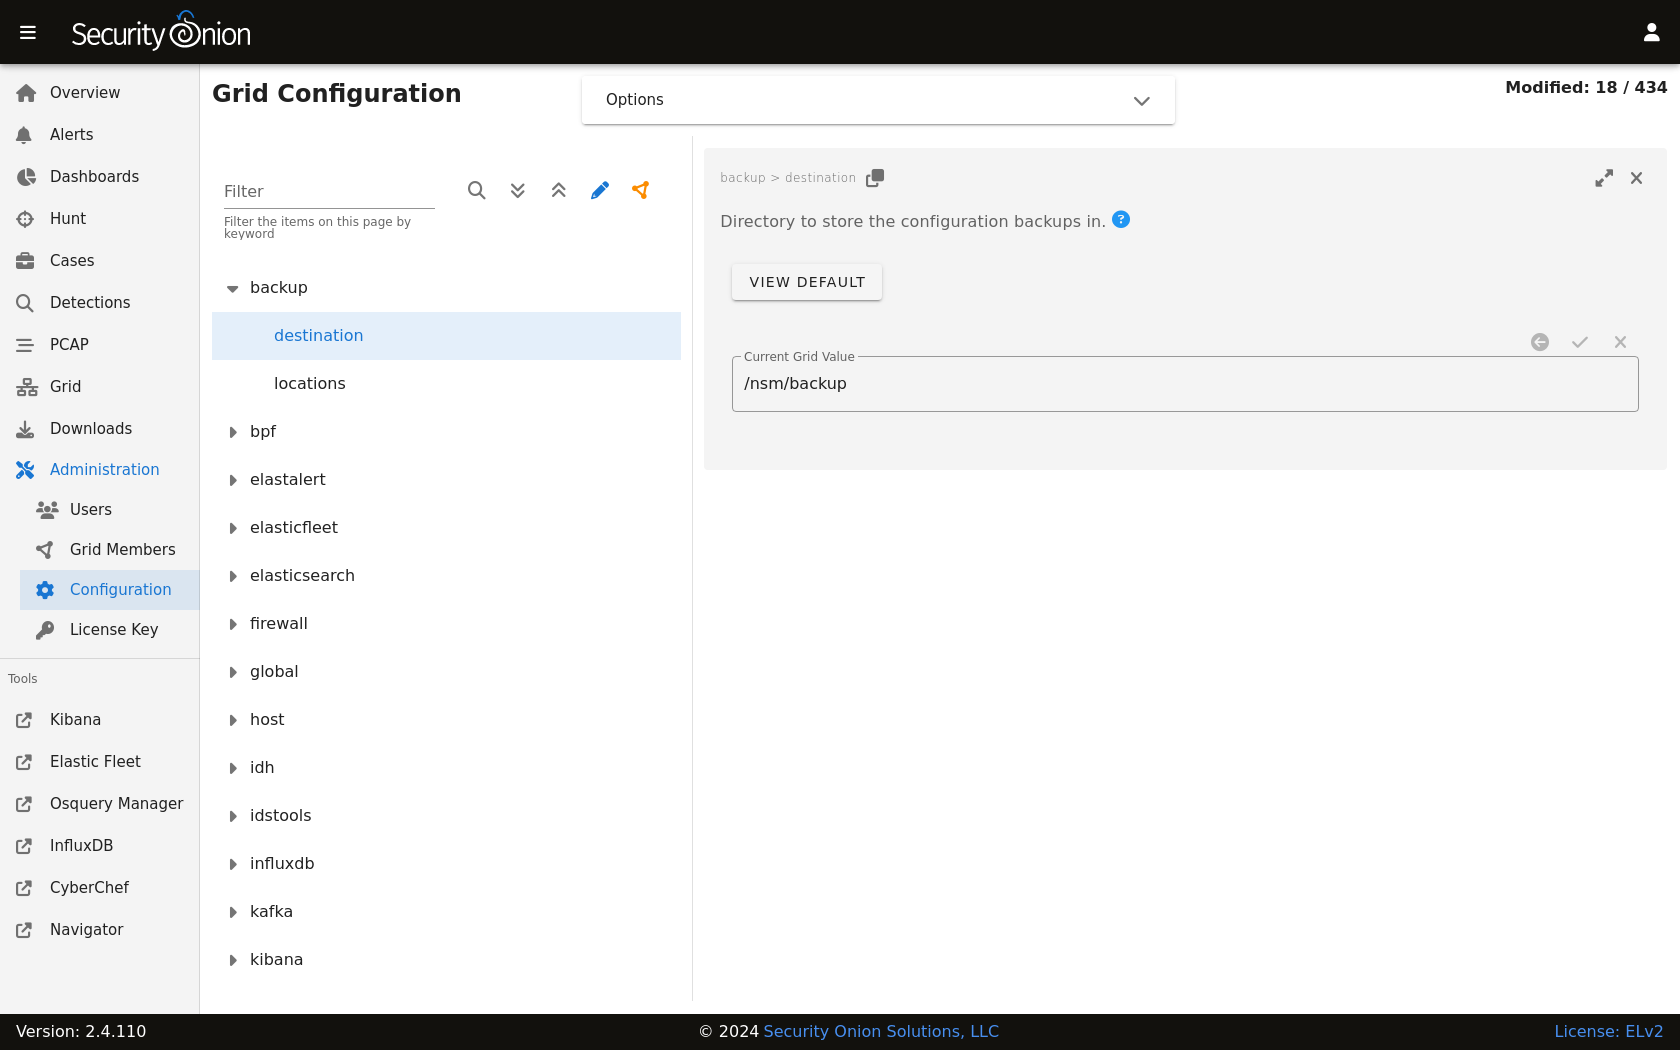 Security Onion
Grid Configuration
Options
Modified: 18 / 434
Overview
Alerts
Dashboards
Hunt
Cases
Detections
PCAP
Grid
Downloads
Administration
Users
Grid Members
Configuration
License Key
Tools
Kibana
Elastic Fleet
Osquery Manager
InfluxDB
CyberChef
Navigator
Filter
Filter the items on this page by
keyword
backup
destination
locations
bpf
elastalert
elasticfleet
elasticsearch
firewall
global
host
idh
idstools
influxdb
kafka
kibana
backup > destination
Directory to store the configuration backups in. ?
VIEW DEFAULT
Current Grid Value
/nsm/backup
Version: 2.4.110
© 2024 Security Onion Solutions, LLC
License: ELv2